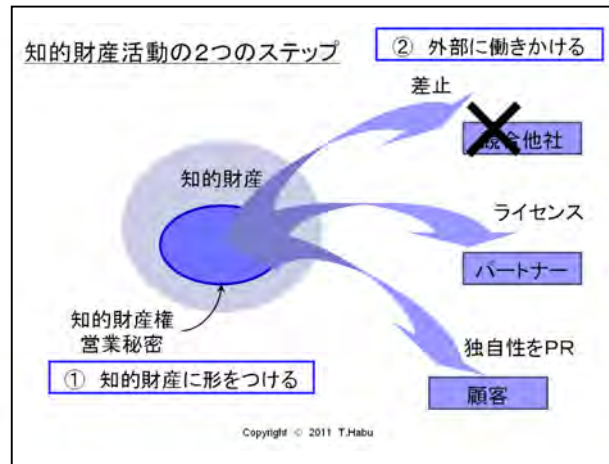 知的財産活動の2つのステップ
② 外部に働きかける
差止
競合他社
知的財産
ライセンス
パートナー
知的財産権
営業秘密
独自性をPR
① 知的財産に形をつける
顧客
Copyright © 2011 T.Habu